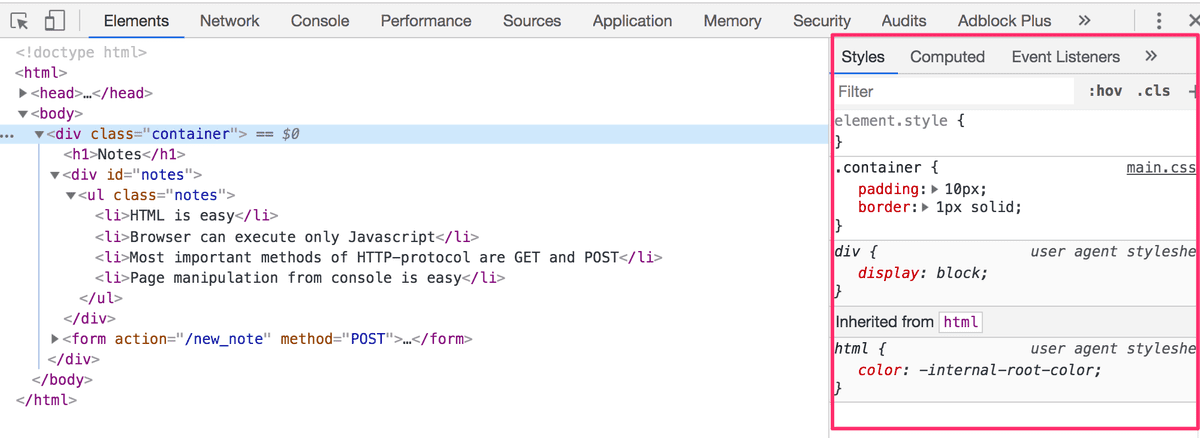 Elements Network Console Performance Sources Application Memory Security Audits Adblock Plus »
<!doctype html>
<html>
<head>…</head>
<body>
… <div class="container"> == $0
<h1>Notes</h1>
<div id="notes">
<ul class="notes">
<li>HTML is easy</li>
<li>Browser can execute only Javascript</li>
<li>Most important methods of HTTP-protocol are GET and POST</li>
<li>Page manipulation from console is easy</li>
</ul>
</div>
<form action="/new_note" method="POST">…</form>
</div>
</body>
</html>
Styles Computed Event Listeners »
Filter :hov .cls +
element.style {
}
.container { main.css
padding: 10px;
border: 1px solid;
}
div { user agent styleshe
display: block;
}
Inherited from html
html { user agent styleshe
color: -internal-root-color;
}